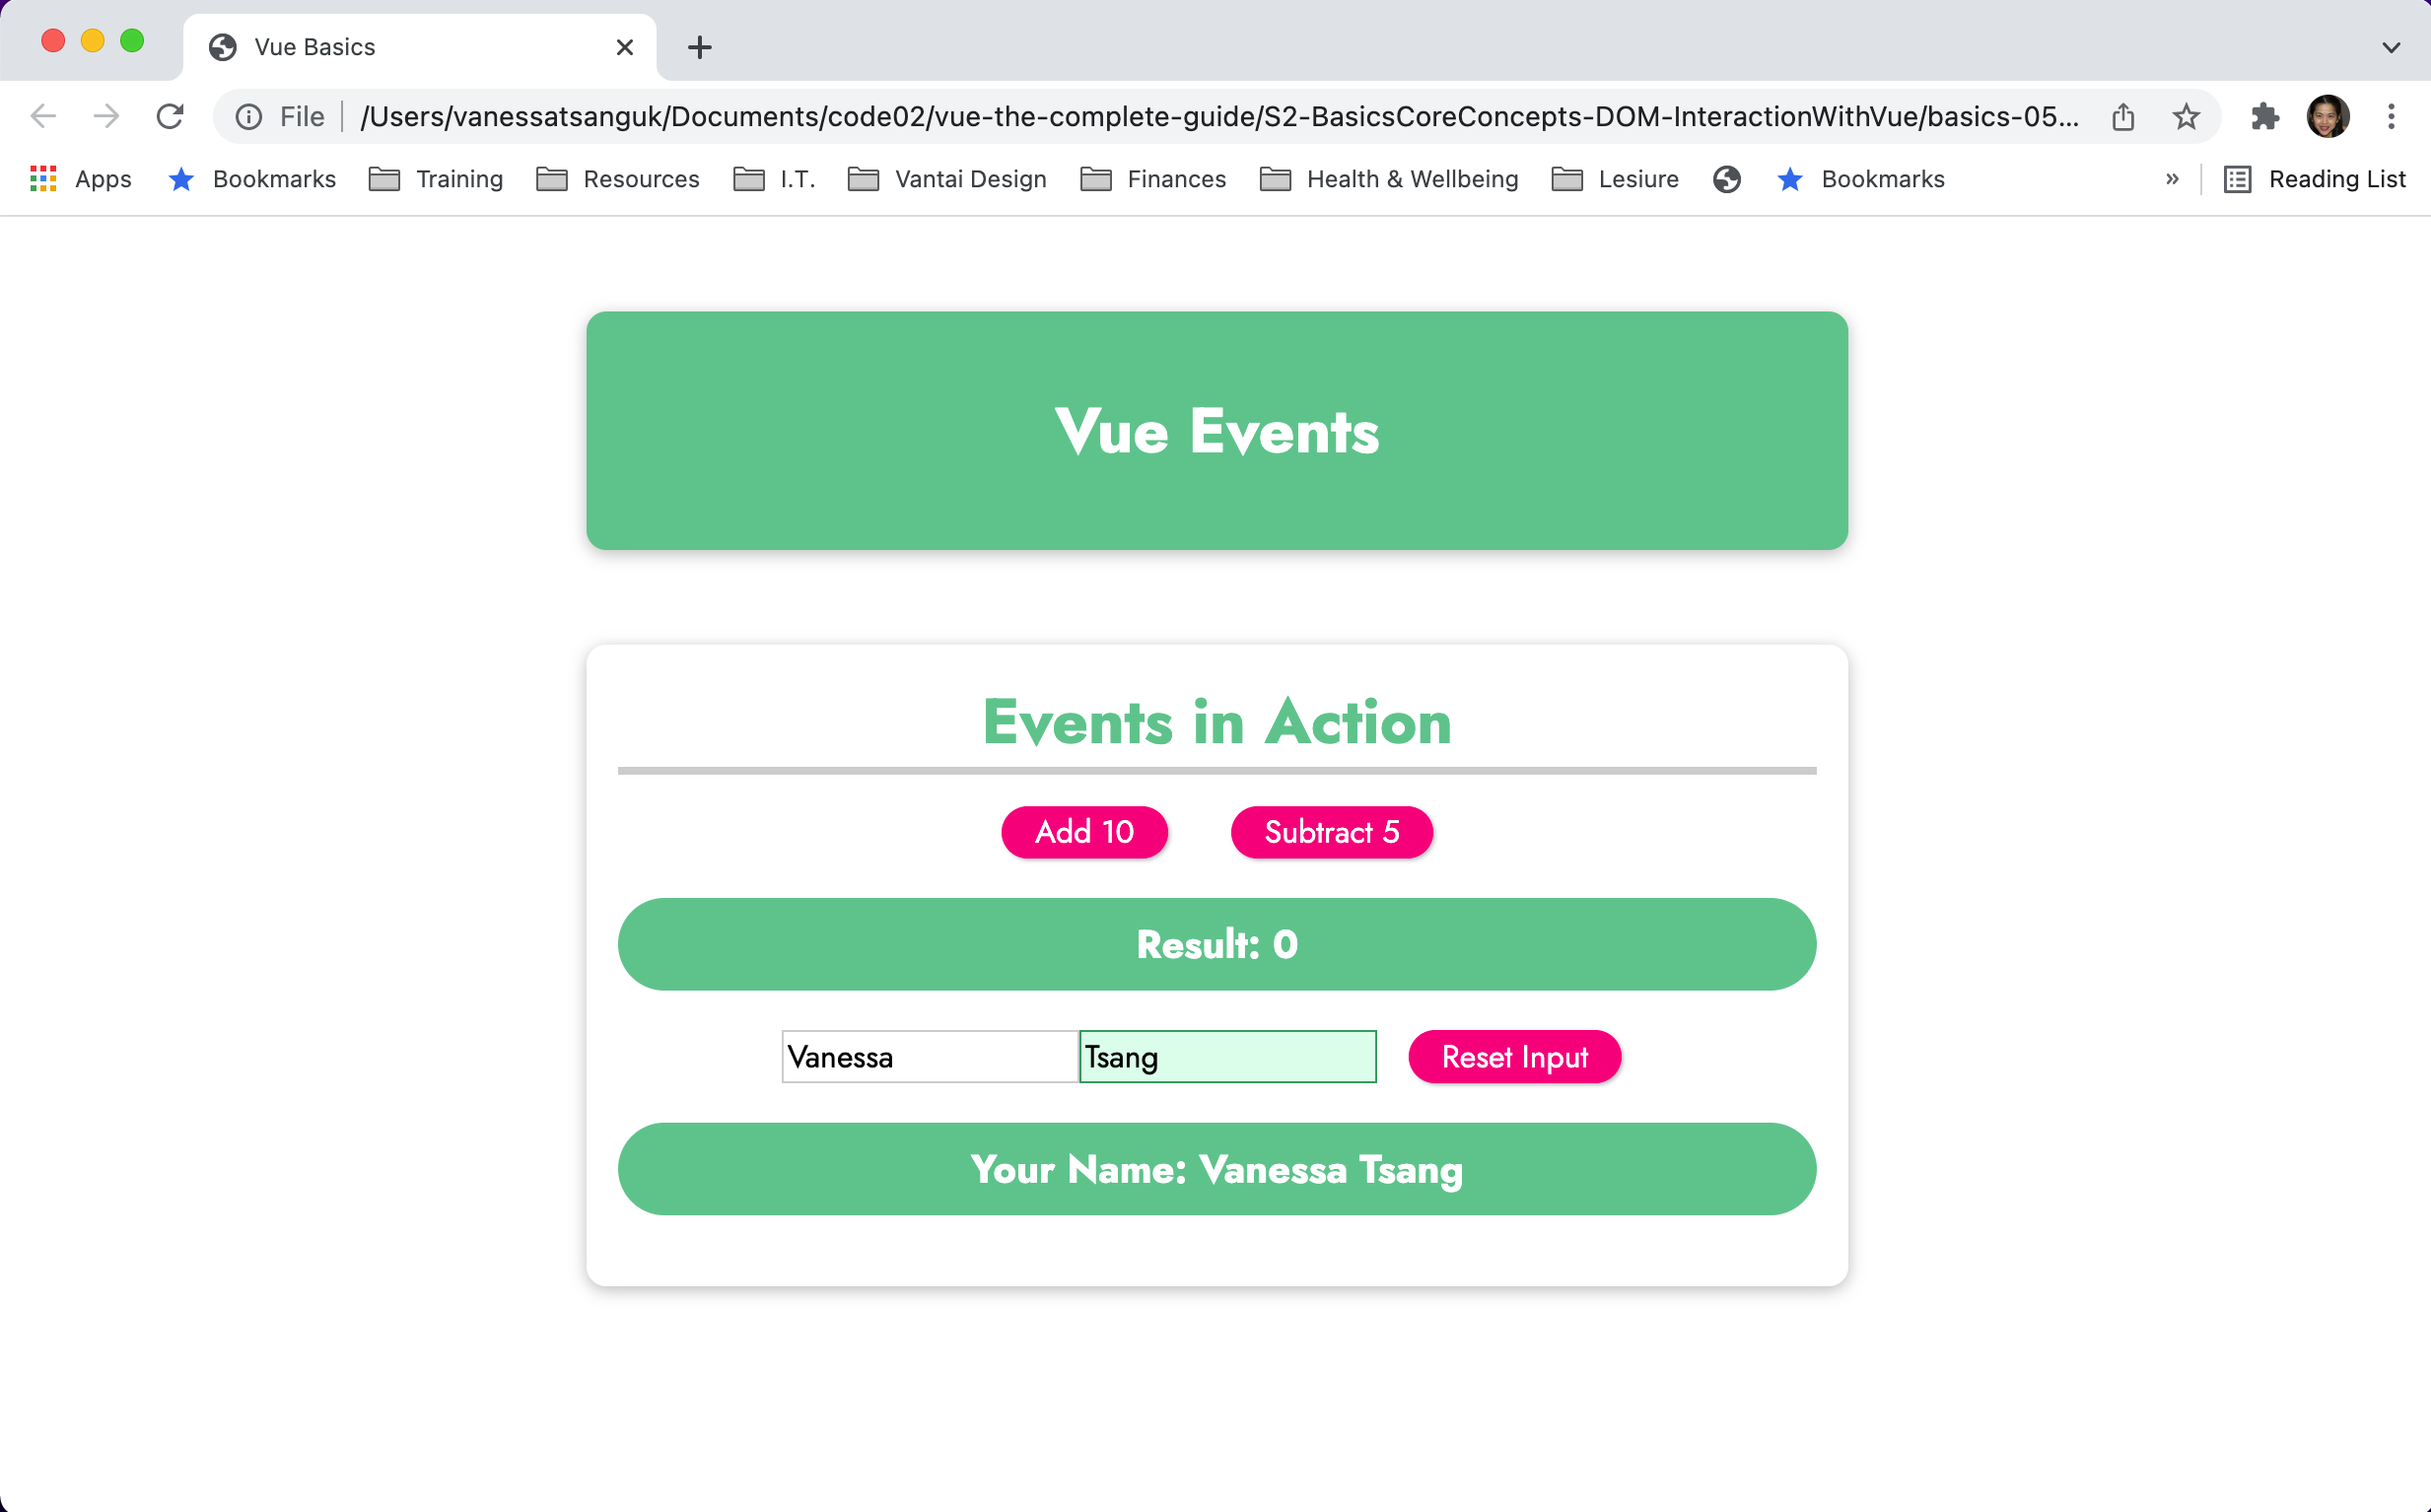 Vue Basics
File /Users/vanessatsanguk/Documents/code02/vue-the-complete-guide/S2-BasicsCoreConcepts-DOM-InteractionWithVue/basics-05...
Apps Bookmarks Training Resources I.T. Vantai Design Finances Health & Wellbeing Lesiure Bookmarks » Reading List
Vue Events
Events in Action
Add 10 Subtract 5
Result: 0
Vanessa Tsang Reset Input
Your Name: Vanessa Tsang